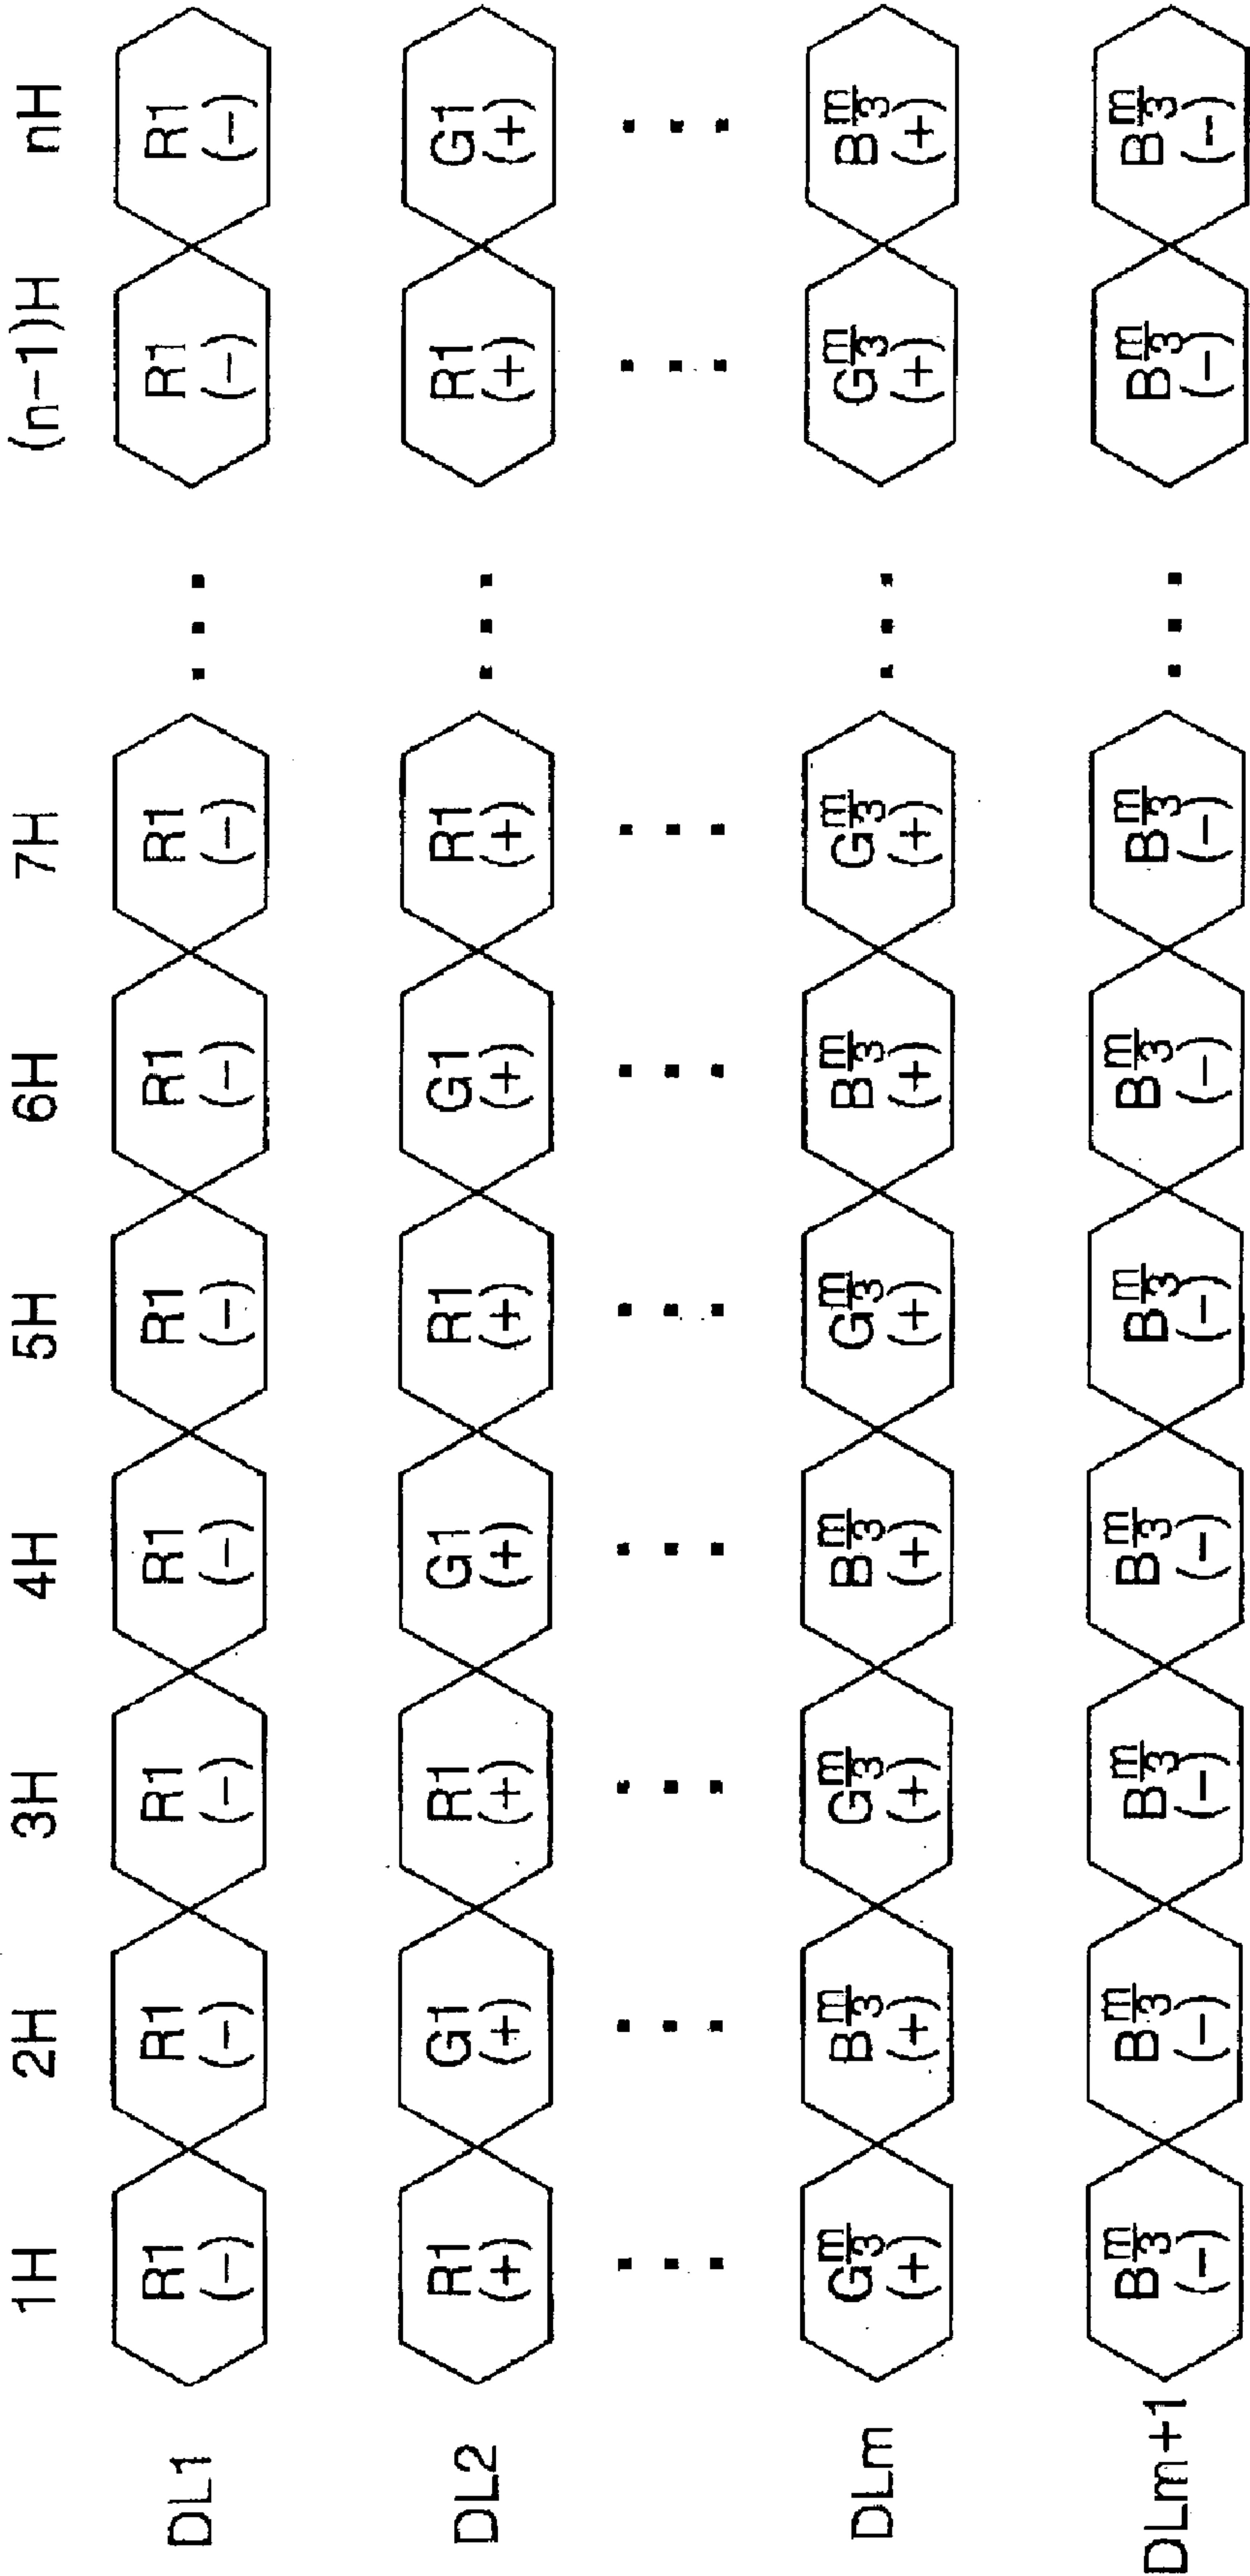 1H 2H 3H 4H 5H 6H 7H (n-1)H nH
DL1 R1 R1 R1 R1 R1 R1 R1 ... R1 R1
(-) (-) (-) (-) (-) (-) (-) (-) (-)
DL2 R1 G1 R1 G1 R1 G1 R1 ... R1 G1
(+) (+) (+) (+) (+) (+) (+) (+) (+)
... ... ... ... ... ... ... ... ...
DLm Gm/3 Bm/3 Gm/3 Bm/3 Gm/3 Bm/3 Gm/3 ... Gm/3 Bm/3
(+) (+) (+) (+) (+) (+) (+) (+) (+)
DLm+1 Bm/3 Bm/3 Bm/3 Bm/3 Bm/3 Bm/3 Bm/3 ... Bm/3 Bm/3
(-) (-) (-) (-) (-) (-) (-) (-) (-)